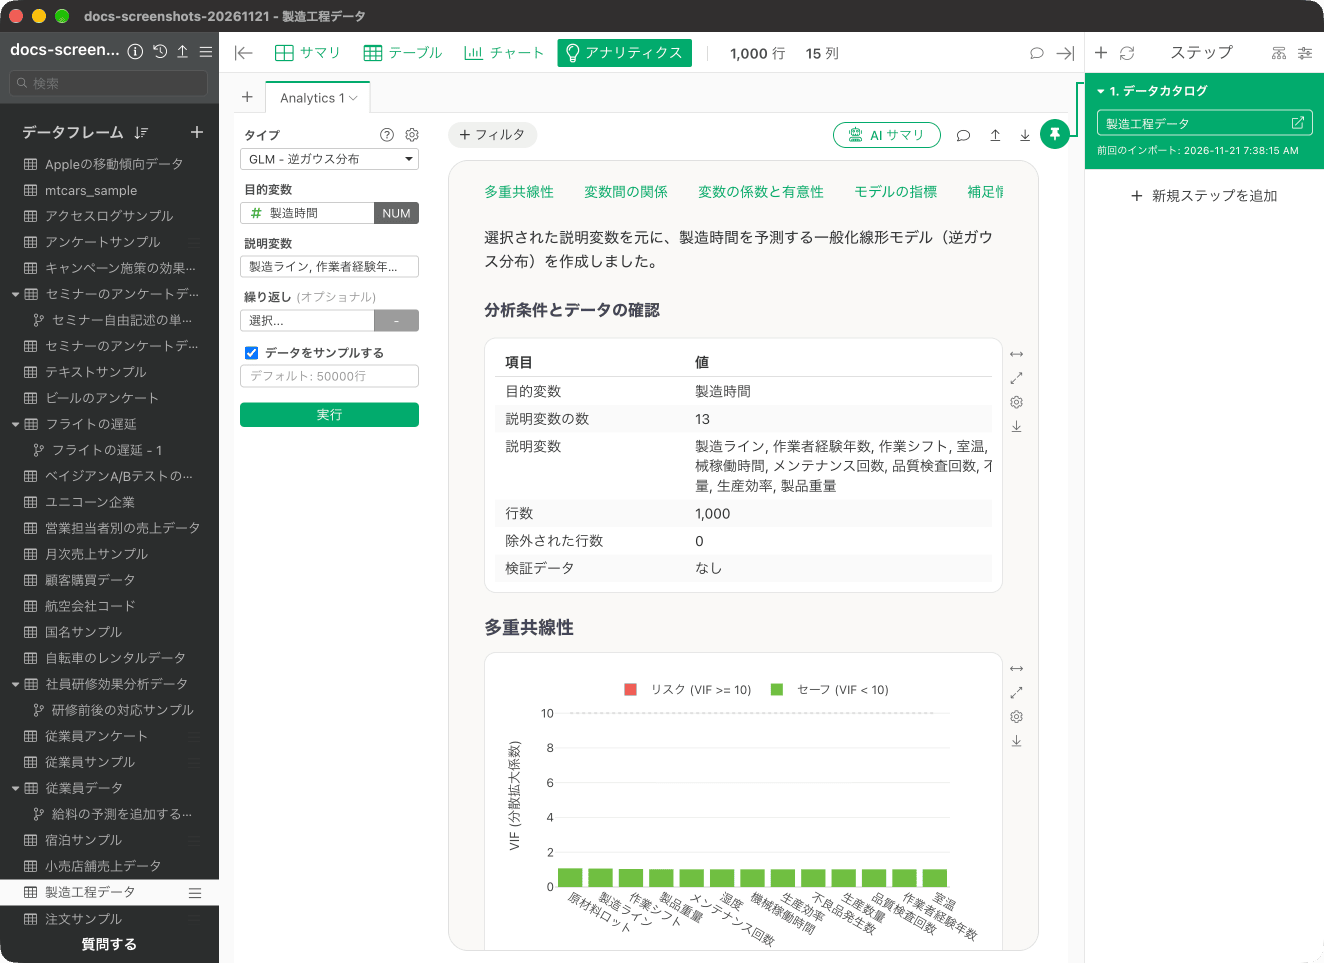 docs-screenshots-20261121 - 製造工程データ
docs-screen...
検索
データフレーム
Appleの移動傾向データ
mtcars_sample
アクセスログサンプル
アンケートサンプル
キャンペーン施策の効果...
セミナーのアンケートデ...
セミナー自由記述の単...
セミナーのアンケートデ...
テキストサンプル
ビールのアンケート
フライトの遅延
フライトの遅延 - 1
ベイジアンA/Bテストの...
ユニコーン企業
営業担当者別の売上データ
月次売上サンプル
顧客購買データ
航空会社コード
国名サンプル
自転車のレンタルデータ
社員研修効果分析データ
研修前後の対応サンプル
従業員アンケート
従業員サンプル
従業員データ
給料の予測を追加する...
宿泊サンプル
小売店舗売上データ
製造工程データ
注文サンプル
質問する
サマリ
テーブル
チャート
アナリティクス
1,000 行
15 列
Analytics 1
タイプ
GLM - 逆ガウス分布
目的変数
# 製造時間
NUM
説明変数
製造ライン, 作業者経験年...
繰り返し (オプショナル)
選択...
-
データをサンプルする
デフォルト: 50000行
実行
+ フィルタ
AI サマリ
多重共線性
変数間の関係
変数の係数と有意性
モデルの指標
補足情
選択された説明変数を元に、製造時間を予測する一般化線形モデル（逆ガウ
ス分布）を作成しました。
分析条件とデータの確認
項目 値
目的変数 製造時間
説明変数の数 13
説明変数 製造ライン, 作業者経験年数, 作業シフト, 室温,
械稼働時間, メンテナンス回数, 品質検査回数, 不
量, 生産効率, 製品重量
行数 1,000
除外された行数 0
検証データ なし
多重共線性
リスク (VIF >= 10)
セーフ (VIF < 10)
VIF (分散拡大係数)
10
8
6
4
2
0
原材料ロット
製造ライン
作業シフト
製品重量
メンテナンス回数
湿度
機械稼働時間
生産効率
不良品発生数
生産数量
品質検査回数
作業者経験年数
室温
ステップ
1. データカタログ
製造工程データ
前回のインポート: 2026-11-21 7:38:15 AM
+ 新規ステップを追加